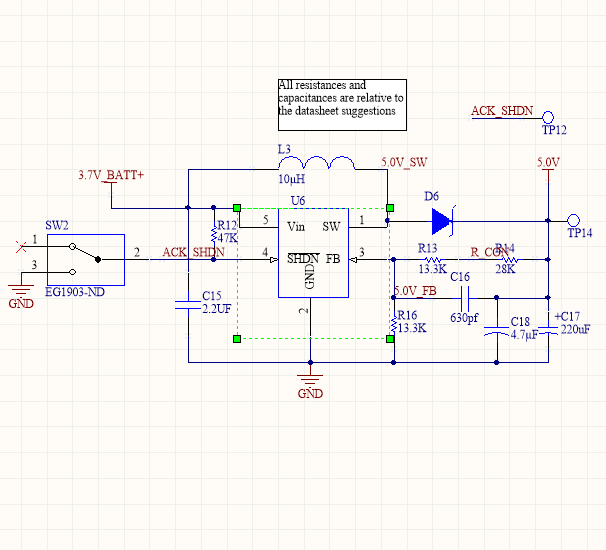 All resistances and
capacitances are relative to
the datasheet suggestions
ACK_SHDN
TP12
L3
10µH
5.0V_SW
5.0V
3.7V_BATT+
U6
D6
TP14
SW2
R12
47K
5
Vin
SW
1
1
2
ACK_SHDN
4
SHDN
FB
3
GND
R13
13.3K
R_CON
R14
28K
3
EG1903-ND
GND
C15
2.2UF
2
5.0V_FB
C16
630pf
R16
13.3K
C18
4.7µF
+C17
220uF
GND